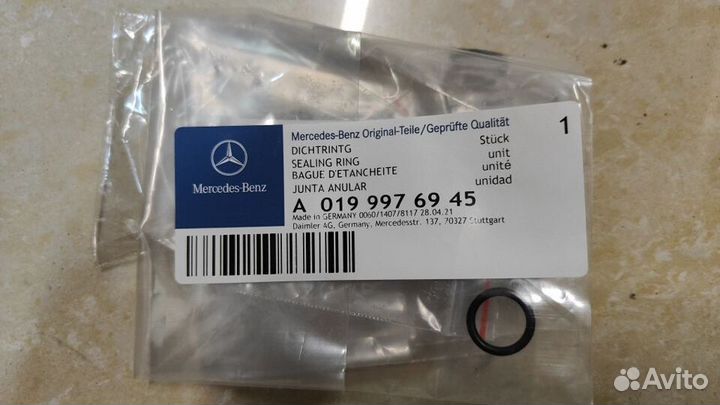 Mercedes-Benz
Mercedes-Benz Original-Teile/Geprüfte Qualität
DICHTRINTG Stück 1
SEALING RING unit
BAGUE D'ETANCHEITE unité
JUNTA ANULAR unidad
A 019 997 69 45
Made in GERMANY 0060/1407/8117 28.04.21
Daimler AG, Germany, Mercedesstr. 137, 70327 Stuttgart
Avito